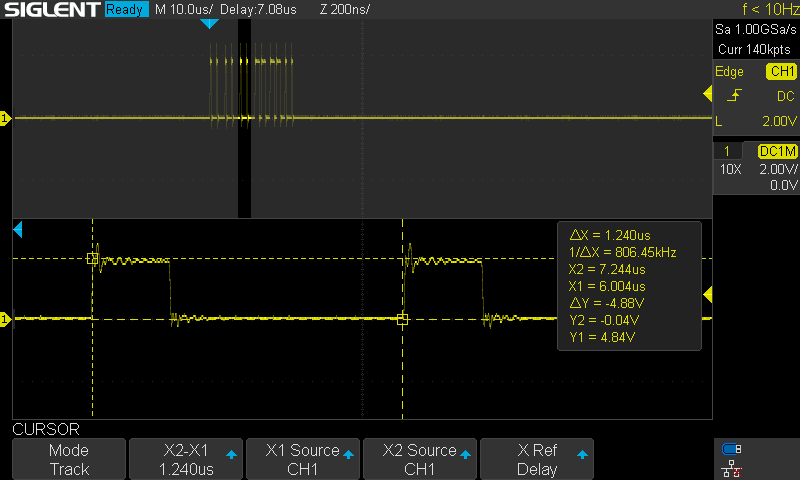 SIGLENT Ready M 10.0us/ Delay:7.08us Z 200ns/ f < 10Hz
Sa 1.00GSa/s
Curr 140kpts
Edge CH1
DC
L 2.00V
1 DC1M
10X 2.00V/
0.0V
1
1
ΔX = 1.240us
1/ΔX = 806.45kHz
X2 = 7.244us
X1 = 6.004us
ΔY = -4.88V
Y2 = -0.04V
Y1 = 4.84V
CURSOR
Mode
Track
X2-X1
1.240us
X1 Source
CH1
X2 Source
CH1
X Ref
Delay